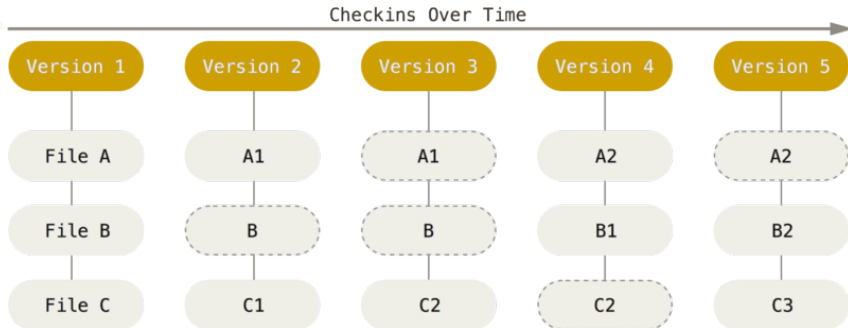 Checkins Over Time
Version 1 Version 2 Version 3 Version 4 Version 5
File A A1 A1 A2 A2
File B B B B1 B2
File C C1 C2 C2 C3